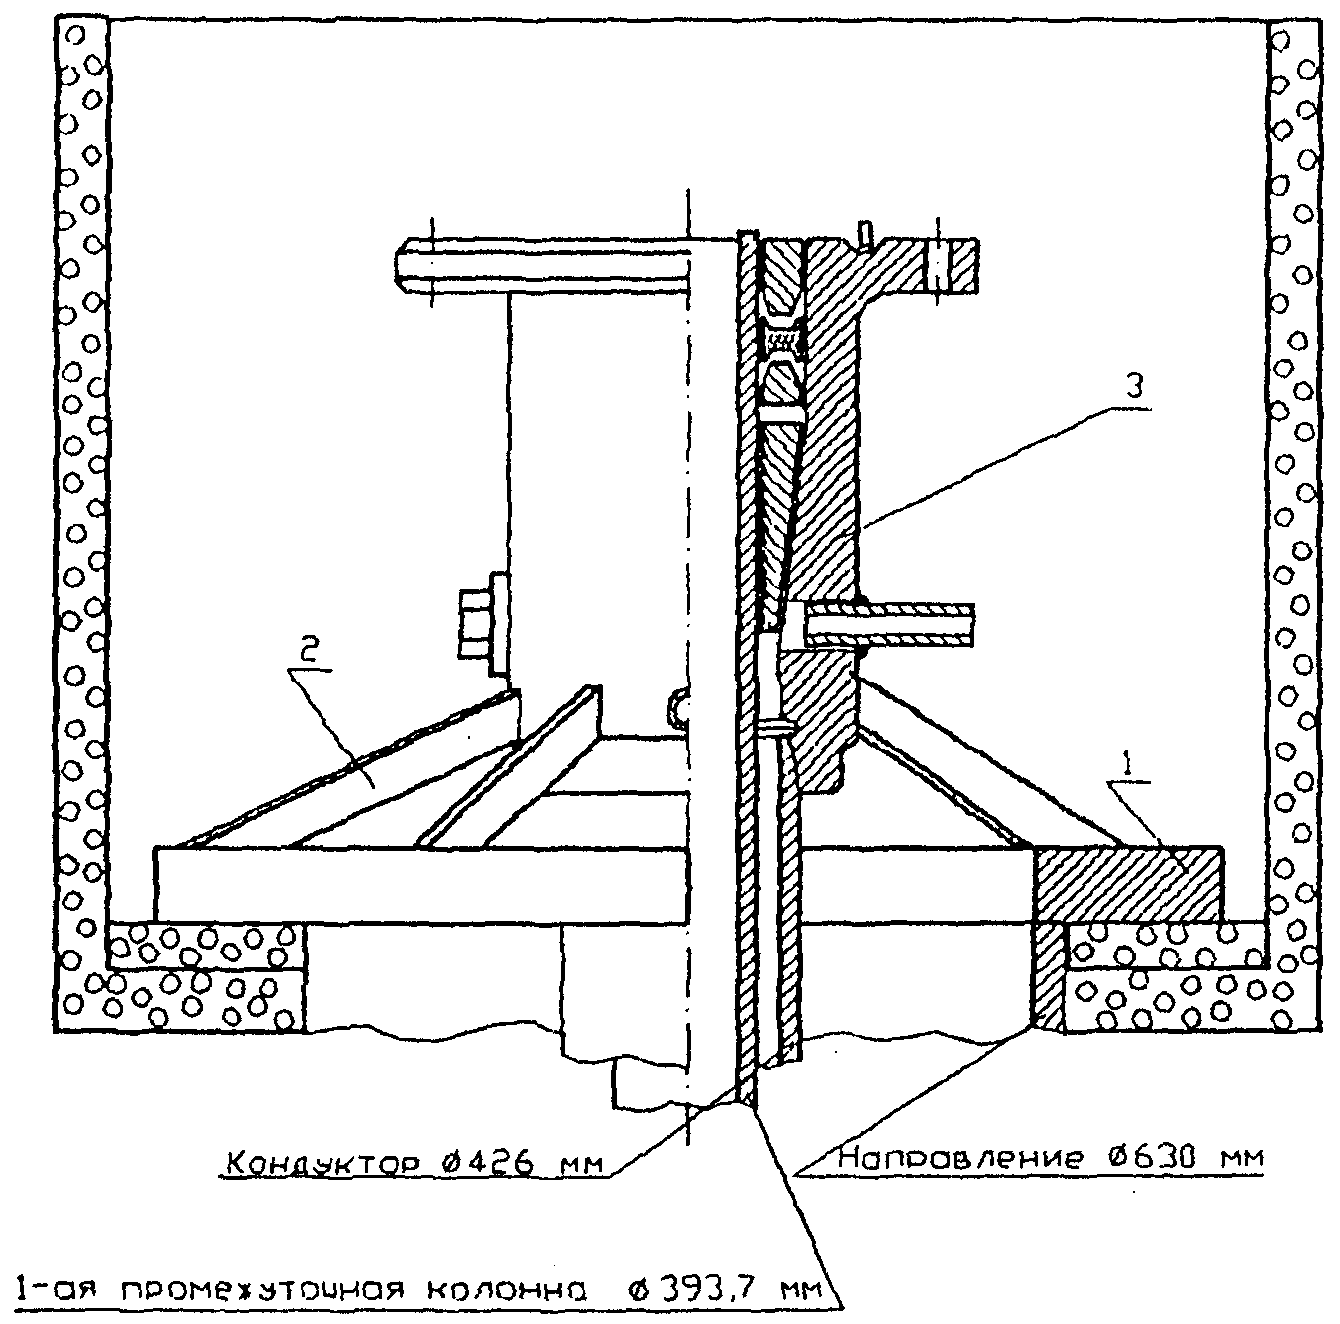 3
2
1
Кондуктор Ø426 мм
Направление Ø630 мм
1-ая промежуточная колонна Ø393,7 мм